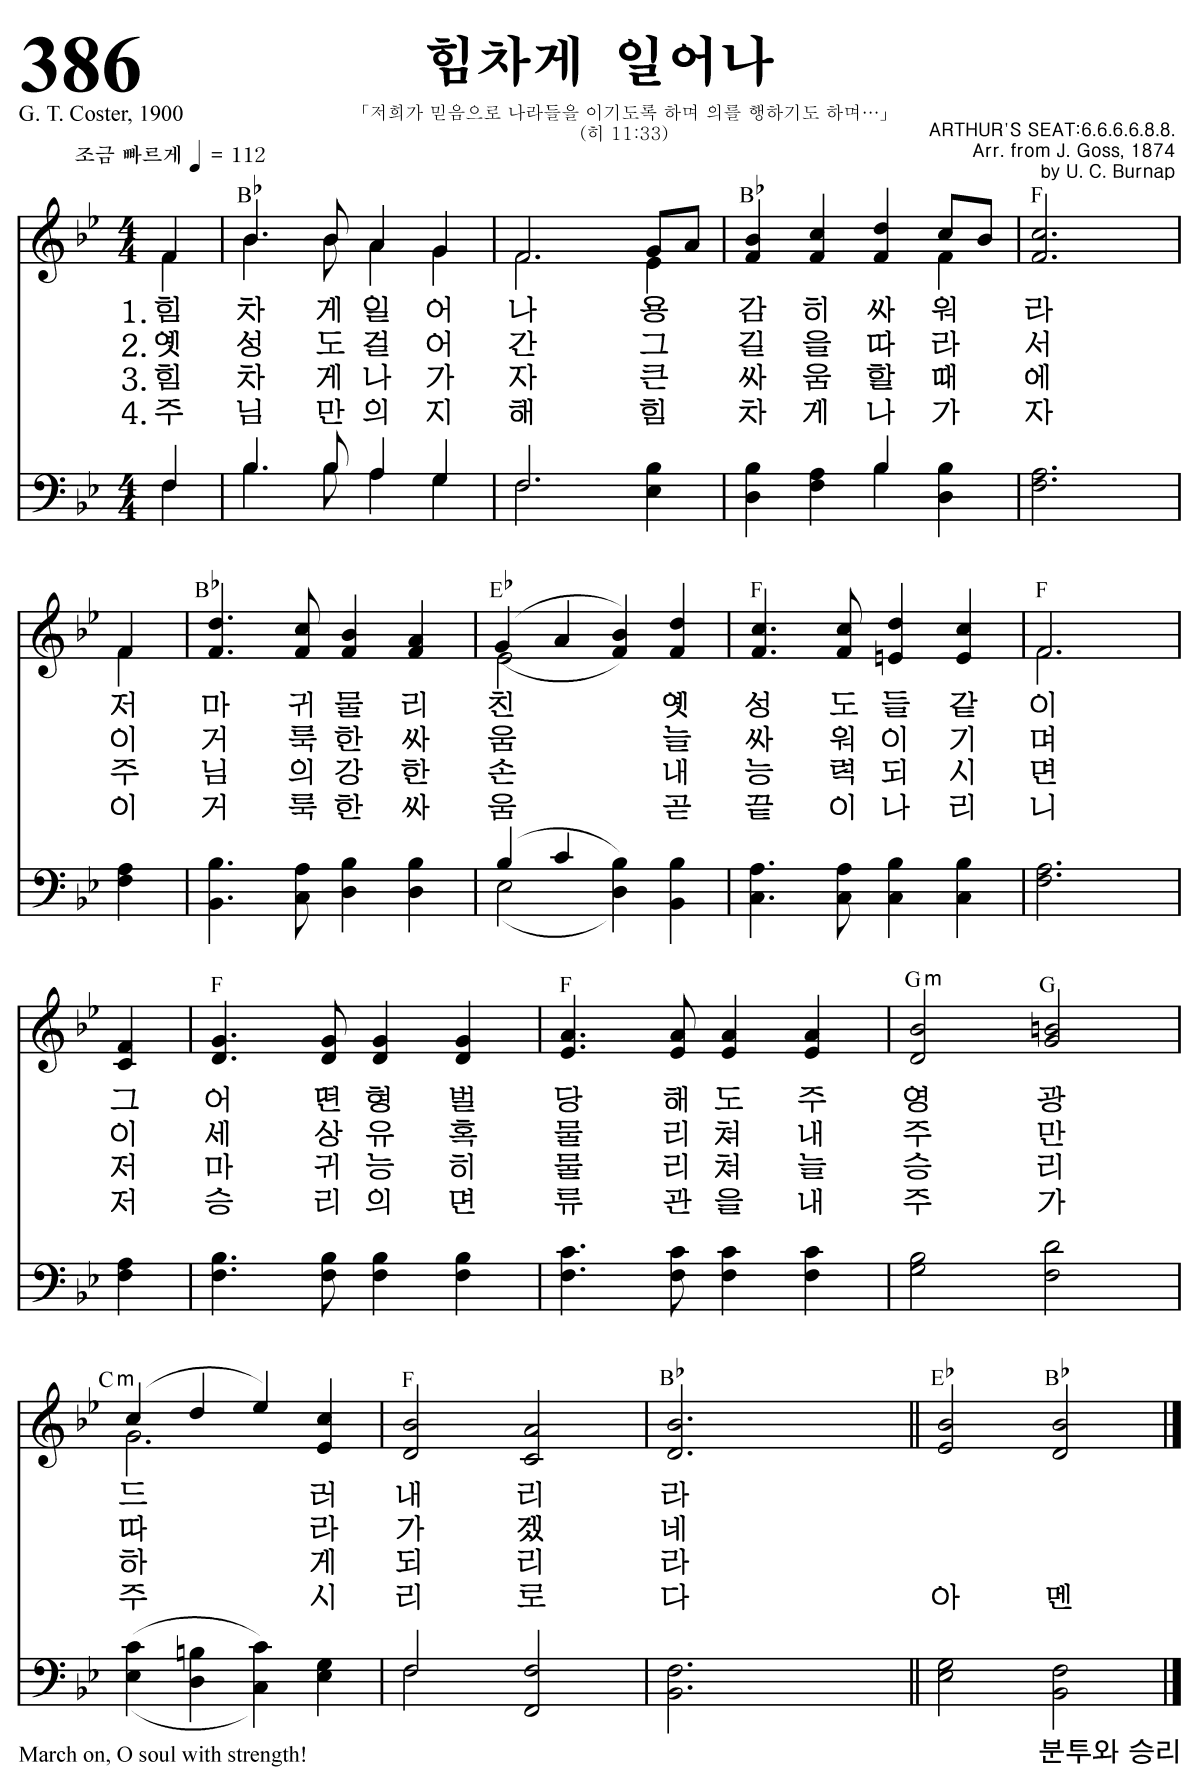 386
힘차게 일어나
G. T. Coster, 1900
「저희가 믿음으로 나라들을 이기도록 하며 의를 행하기도 하며…」
(히 11:33)
ARTHUR'S SEAT:6.6.6.6.8.8.
Arr. from J. Goss, 1874
by U. C. Burnap
조금 빠르게 ♩ = 112
B♭ B♭ F
4 4
1.힘 차 게 일 어 나 용 감 히 싸 워 라
2.옛 성 도 걸 어 간 그 길 을 따 라 서
3.힘 차 게 나 가 자 큰 싸 움 할 때 에
4.주 님 만 의 지 해 힘 차 게 나 가 자
4 4
B♭ E♭ F F
저 마 귀 물 리 친 옛 성 도 들 같 이
이 거 룩 한 싸 움 늘 싸 워 이 기 며
주 님 의 강 한 손 내 능 력 되 시 면
이 거 룩 한 싸 움 곧 끝 이 나 리 니
F F Gm G
그 어 떤 형 벌 당 해 도 주 영 광
이 세 상 유 혹 물 리 쳐 내 주 만
저 마 귀 능 히 물 리 쳐 늘 승 리
저 승 리 의 면 류 관 을 내 주 가
Cm F B♭ E♭ B♭
드 러 내 리 라
따 라 가 겠 네
하 게 되 리 라
주 시 리 로 다 아 멘
March on, O soul with strength!
분투와 승리